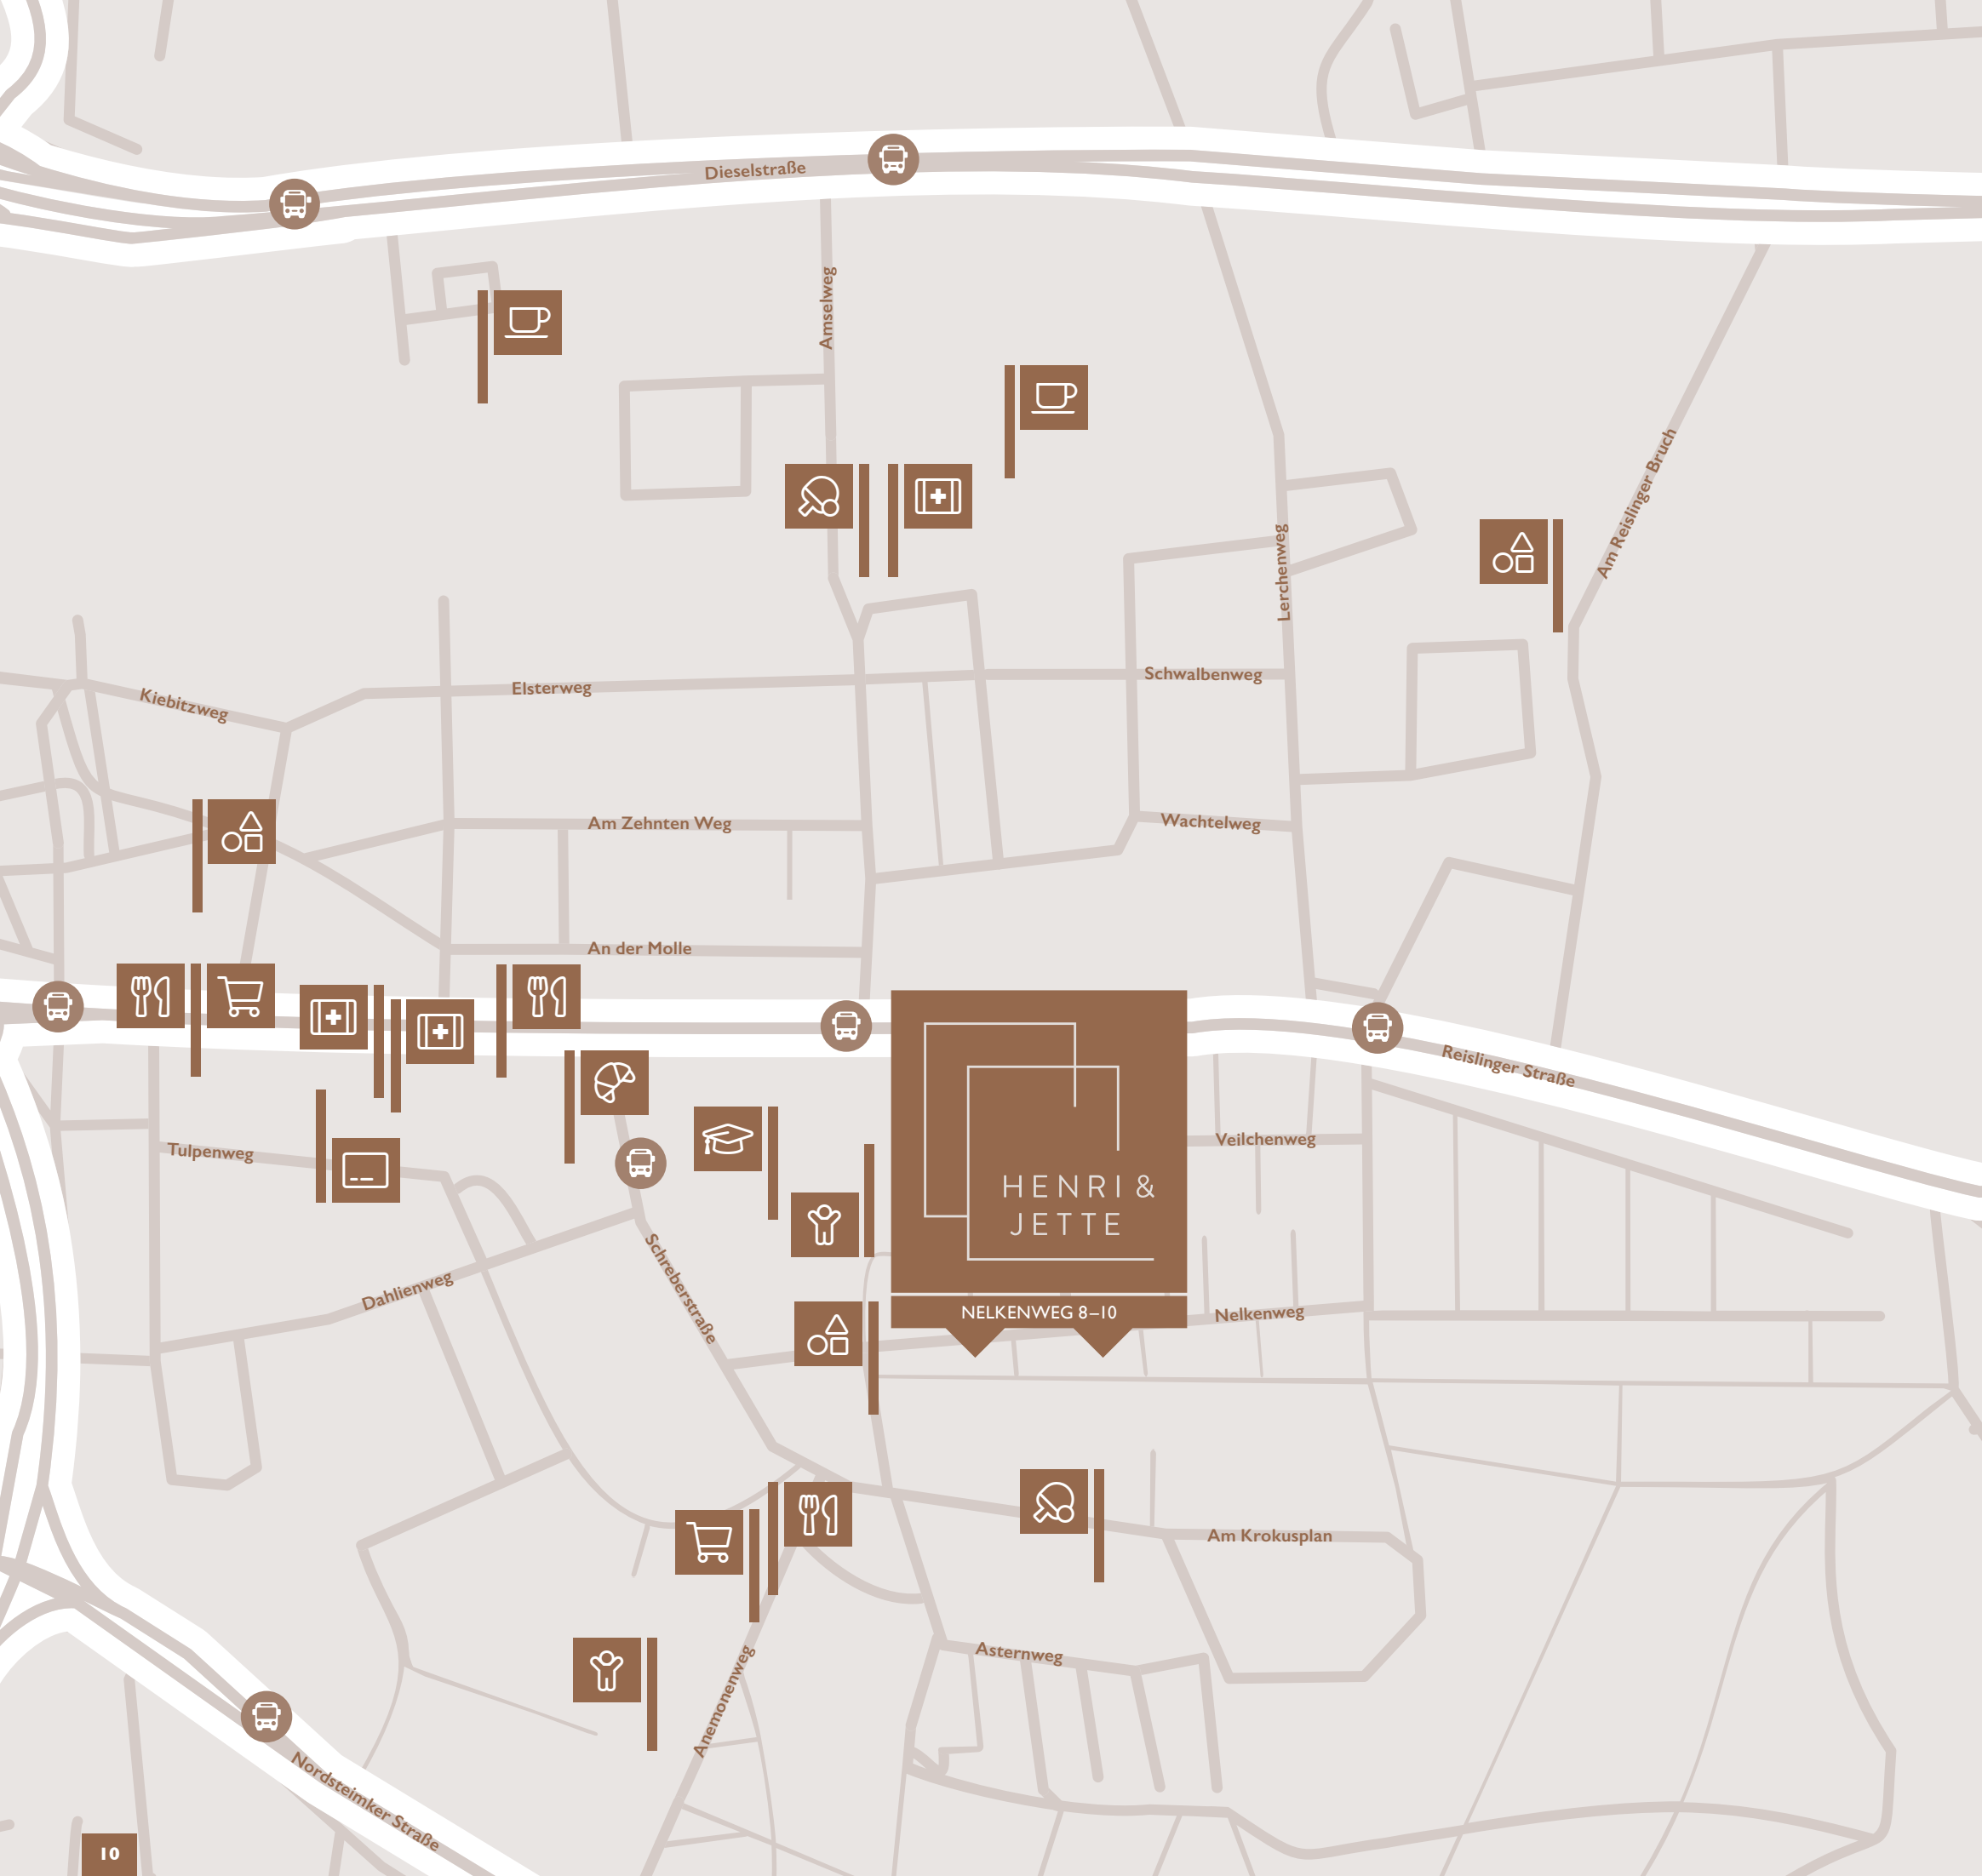 Dieselstraße
Amselweg
Am Reislinger Bruch
Lerchenweg
Schwalbenweg
Elsterweg
Kiebitzweg
Am Zehnten Weg
Wachtelweg
An der Molle
Reislinger Straße
HENRI &
JETTE
Veilchenweg
Tulpenweg
Dahlienweg
Schreberstraße
NELKENWEG 8–10
Nelkenweg
Am Krokusplan
Asternweg
Anemonenweg
Nordsteimker Straße
10